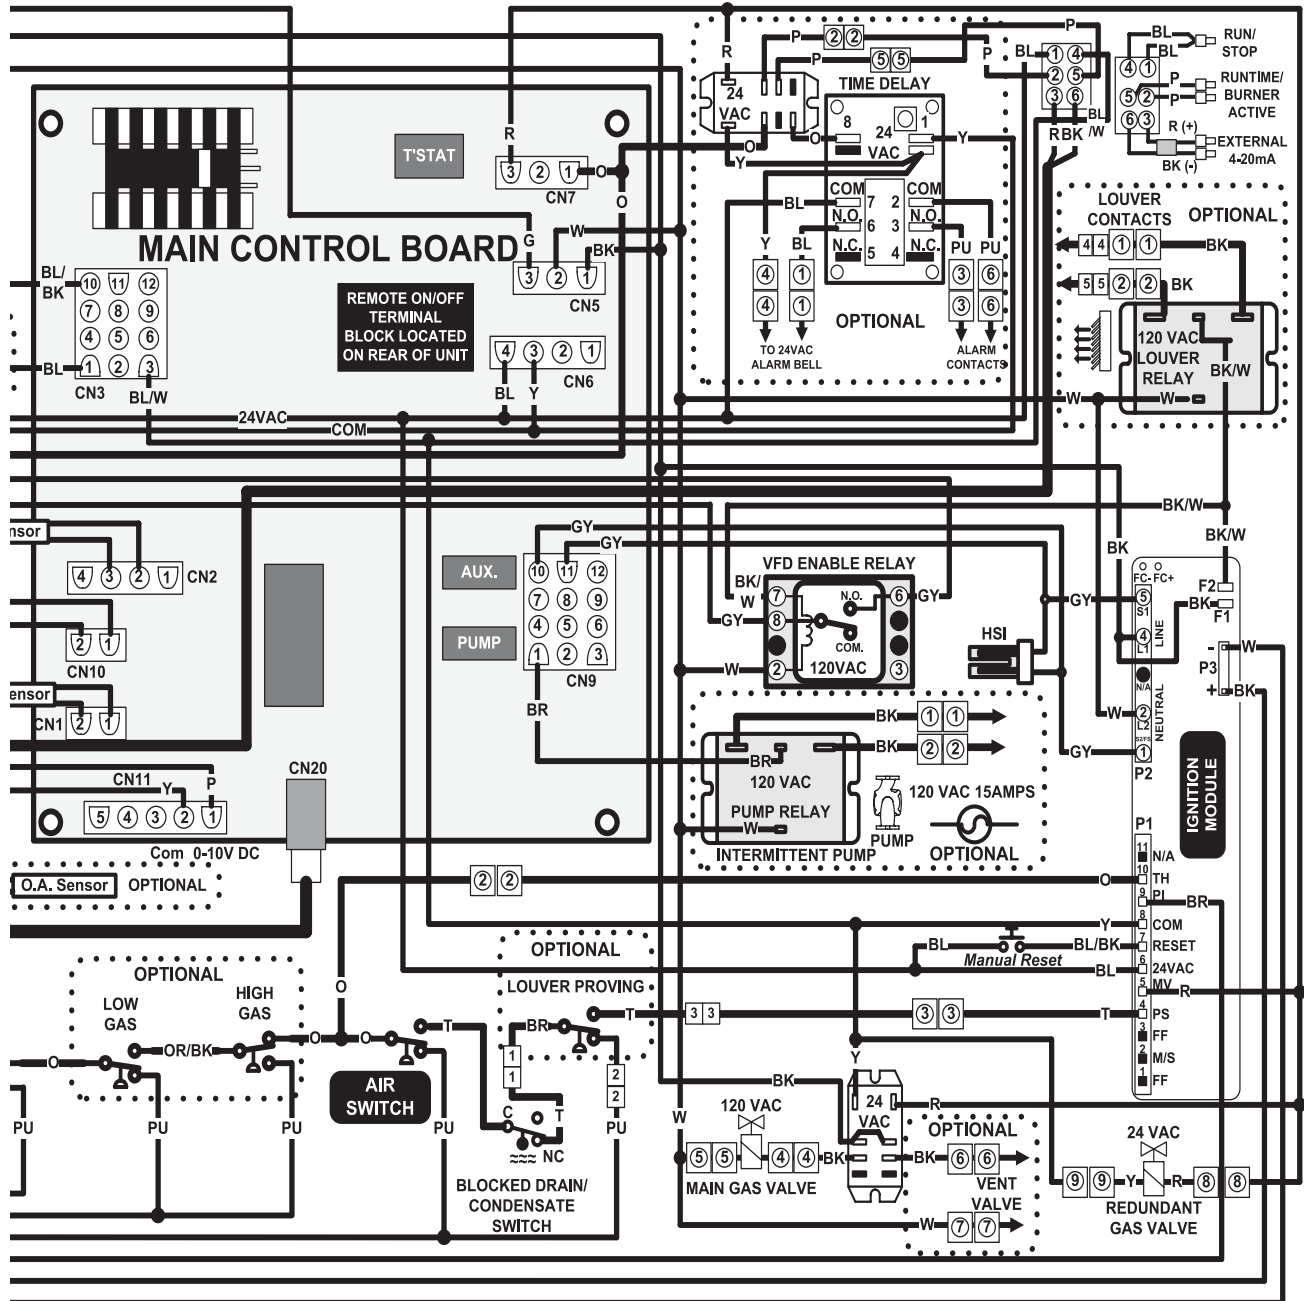 R
P
2 2
P
P
5 5
TIME DELAY
24
VAC
8
24
VAC
1
O
Y
O
Y
BL
1 4
2 5
3 6
R BK
BL
/W
BL
BL
4 1
5 2
6 3
P
P
R (+)
BK (-)
RUN/
STOP
RUNTIME/
BURNER
ACTIVE
EXTERNAL
4-20mA
R
T'STAT
3 2 1
O
CN7
O
MAIN CONTROL BOARD
G
W
BK
3 2 1
CN5
COM
7
N.O.
6
N.C.
5
COM
2
N.O.
3
N.C.
4
BL
Y
BL
PU
PU
4
4
1
1
3
3
6
6
TO 24VAC
ALARM BELL
OPTIONAL
ALARM
CONTACTS
LOUVER
CONTACTS
OPTIONAL
4 4 1 1
BK
5 5 2 2
BK
120 VAC
LOUVER
RELAY
BK/W
W
W
BL/
BK
10 11 12
7 8 9
4 5 6
1 2 3
BL
CN3
BL/W
REMOTE ON/OFF
TERMINAL
BLOCK LOCATED
ON REAR OF UNIT
4 3 2 1
CN6
BL
Y
24VAC
COM
nsor
4 3 2 1
CN2
2 1
CN10
ensor
CN1
2 1
CN11
Y
P
5 4 3 2 1
Com 0-10V DC
CN20
AUX.
PUMP
GY
GY
10 11 12
7 8 9
4 5 6
1 2 3
CN9
BR
BK/W
BK/W
BK
VFD ENABLE RELAY
BK/
W
7
8
2
N.O.
COM.
120VAC
6
3
GY
GY
W
HSI
GY
W
GY
FC- FC+
5
S1
4
L1
LINE
N/A
2
L2
NEUTRAL
S2/FS
1
P2
F2
F1
BK
-
W
P3
+
BK
IGNITION
MODULE
BK
1 1
BK
2 2
BR
120 VAC
PUMP RELAY
W
INTERMITTENT PUMP
PUMP
120 VAC 15AMPS
OPTIONAL
P1
11
N/A
10
TH
9
PI
8
COM
7
RESET
6
24VAC
5
MV
4
PS
3
FF
2
M/S
1
FF
O
BR
Y
BL
BL/BK
Manual Reset
BL
R
T
O.A. Sensor
OPTIONAL
2 2
O
OPTIONAL
LOW
GAS
HIGH
GAS
O
OR/BK
O
O
PU
PU
PU
AIR
SWITCH
T
PU
OPTIONAL
LOUVER PROVING
BR
T
3 3
3 3
1
1
2
2
C
T
NC
PU
BLOCKED DRAIN/
CONDENSATE
SWITCH
BK
W
Y
24
VAC
R
120 VAC
5 5
4 4
BK
MAIN GAS VALVE
BK
OPTIONAL
6 6
VENT
VALVE
W
7 7
24 VAC
9 9
Y
R
8 8
REDUNDANT
GAS VALVE